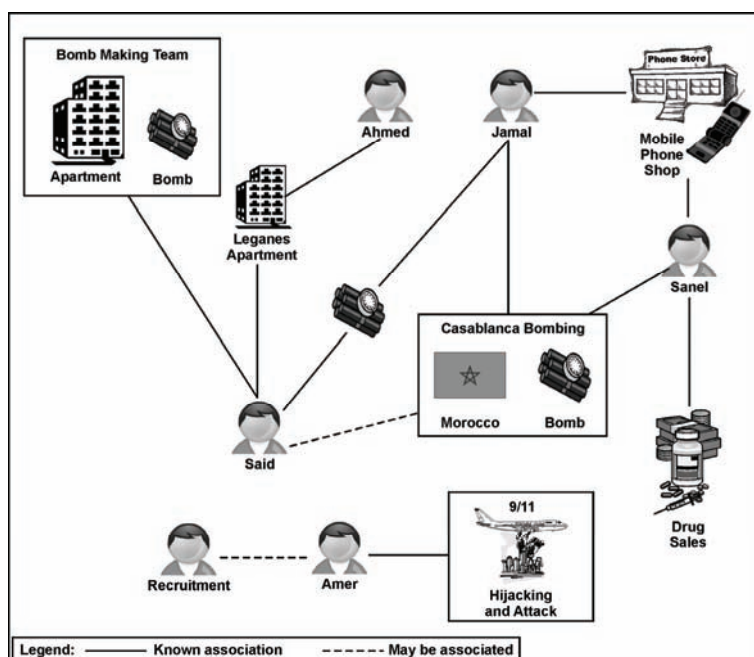 Bomb Making Team
Apartment
Bomb
Ahmed
Jamal
Phone Store
Mobile
Phone
Shop
Leganes
Apartment
Sanel
Casablanca Bombing
Morocco
Bomb
Said
Drug
Sales
9/11
Recruitment
Amer
Hijacking
and Attack
Legend: Known association May be associated